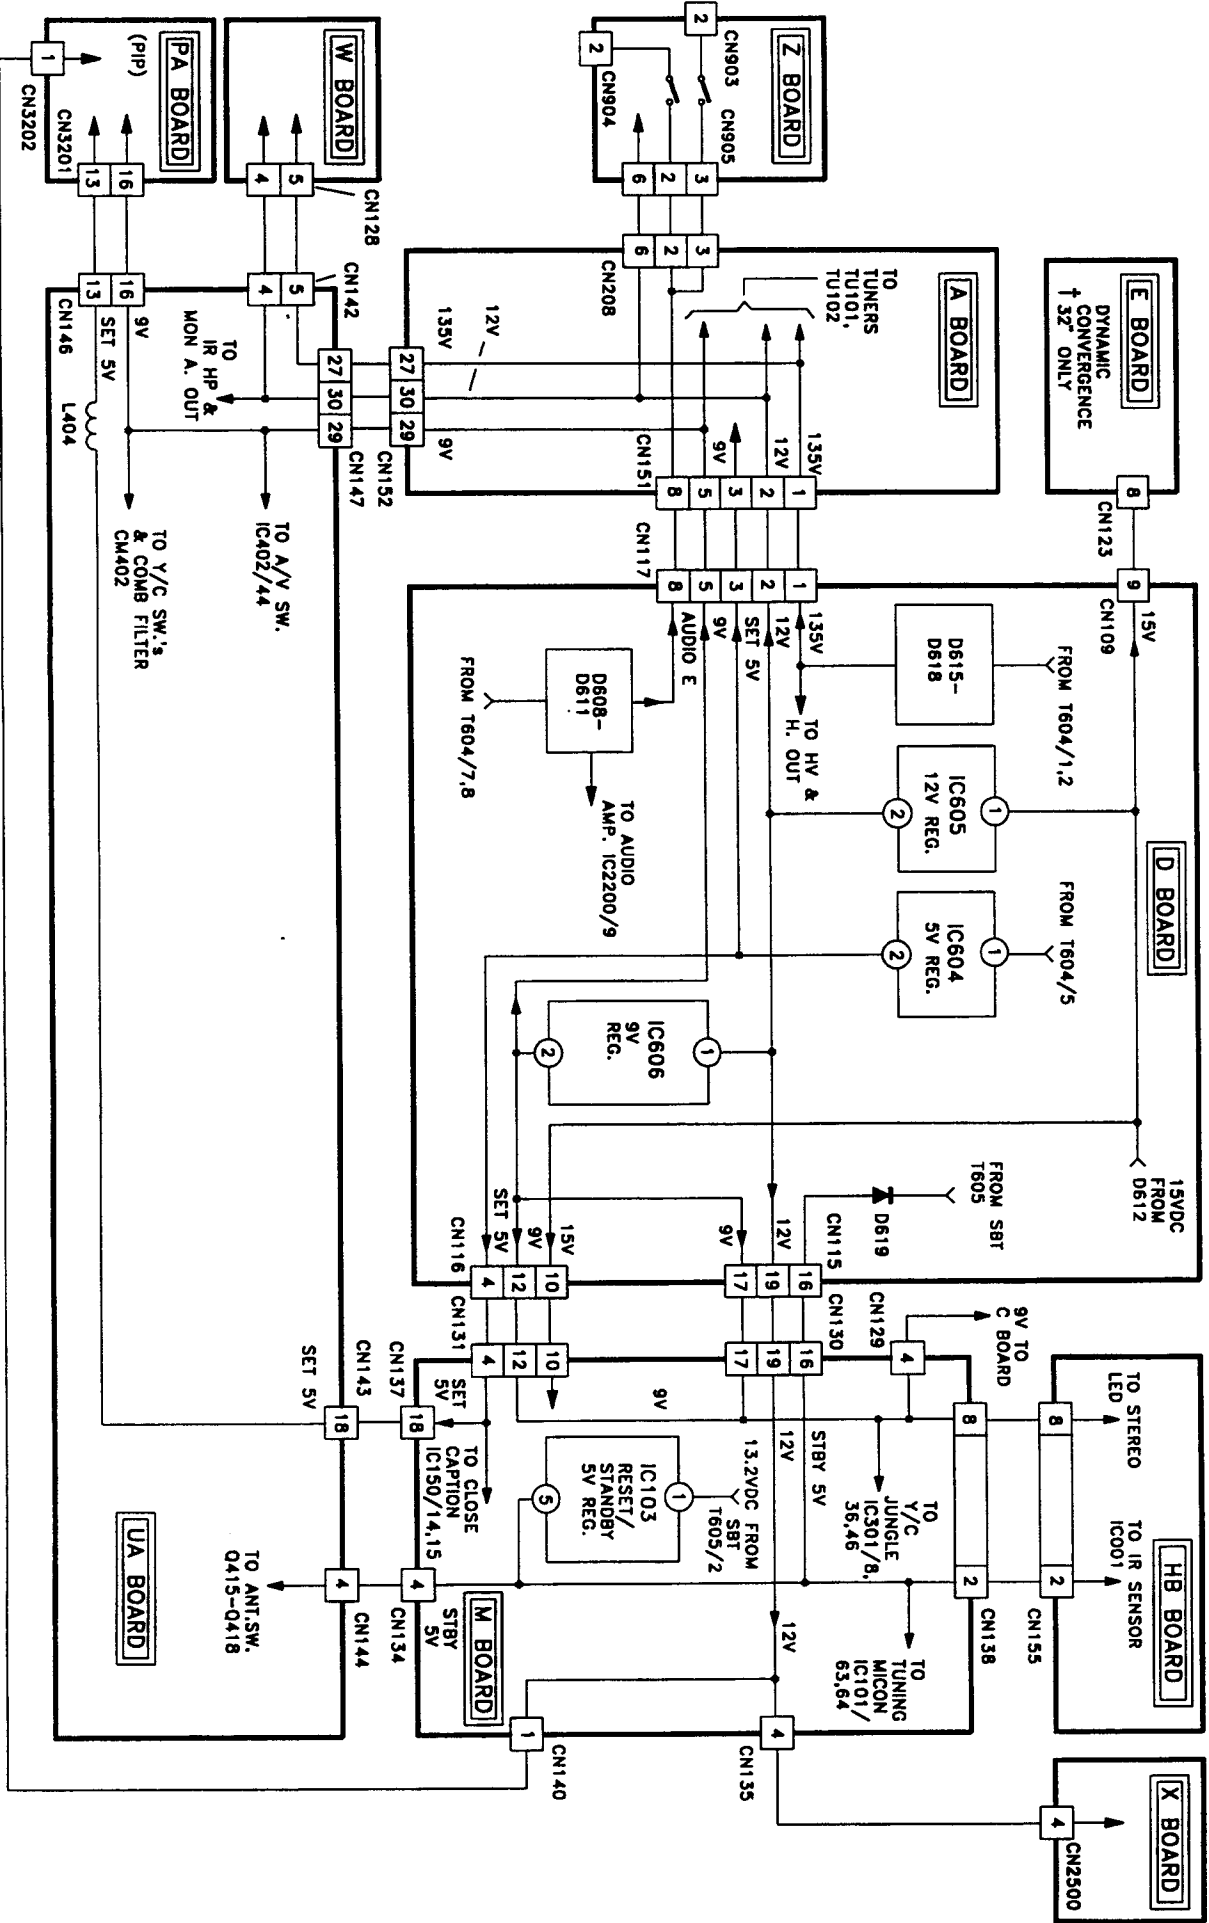 E BOARD
DYNAMIC
CONVERGENCE
† 32" ONLY
8
CN123
9
CN109
15V
D BOARD
15VDC
FROM
D612
FROM T604/1,2
D615-
D618
1
IC605
12V REG.
2
FROM T604/5
1
IC604
5V REG.
2
TO HV &
H. OUT
1
IC606
9V
REG.
2
D608-
D611
FROM T604/7,8
TO AUDIO
AMP. IC2200/9
FROM SBT
T605
D619
CN117
1
2
3
5
8
135V
12V
SET 5V
9V
AUDIO E
CN115
16
19
17
12V
9V
CN116
10
12
4
15V
9V
SET 5V
HB BOARD
TO STEREO
LED
TO IR SENSOR
IC001
8
2
CN155
X BOARD
4
CN2500
Z BOARD
CN903
2
CN904
2
CN905
3
2
6
A BOARD
3
2
6
CN208
TO
TUNERS
TU101,
TU102
135V
12V
9V
CN151
1
2
3
5
8
135V
12V
9V
27
30
29
CN152
M BOARD
CN130
16
19
17
CN129
4
9V TO
C BOARD
8
2
CN138
CN131
10
12
4
STBY 5V
12V
9V
SET
5V
TO
Y/C
JUNGLE
IC301/8,
36,46
TO
TUNING
MICON
IC101/
63,64
13.2VDC FROM
SBT
T605/2
1
IC103
RESET/
STANDBY
5V REG.
5
TO CLOSE
CAPTION
IC150/14,15
12V
4
CN135
1
CN140
18
CN137
4
CN134
STBY
5V
W BOARD
5
4
CN128
PA BOARD
(PIP)
1
CN3202
CN3201
16
13
UA BOARD
CN142
5
4
16
13
CN146
27
30
29
CN147
TO
IR HP &
MON A. OUT
9V
SET 5V
L404
TO A/V SW.
IC402/44
TO Y/C SW.'s
& COMB FILTER
CM402
SET 5V
18
CN143
4
CN144
TO ANT.SW.
Q415-Q418